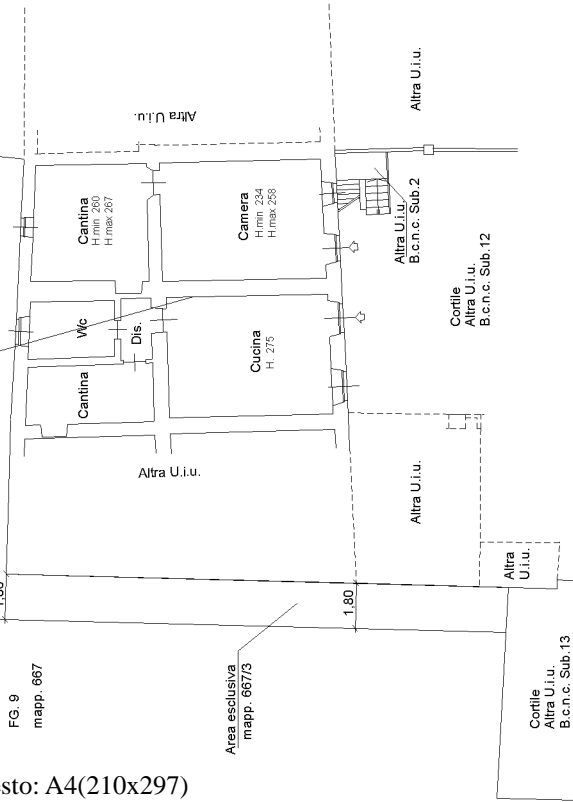 Altra U.i.u.
Altra U.i.u.
Cantina
H.min 260
H.max 267
Camera
H.min 234
H.max 258
Altra U.i.u.
B.c.n.c. Sub.2
Cortile
Altra U.i.u.
B.c.n.c. Sub.12
Wc
Dis.
Cantina
Cucina
H. 275
Altra U.i.u.
Altra U.i.u.
Altra
U.i.u.
1,80
FG. 9
mapp. 667
Area esclusiva
mapp. 667/3
Cortile
Altra U.i.u.
B.c.n.c. Sub.13
esto: A4(210x297)